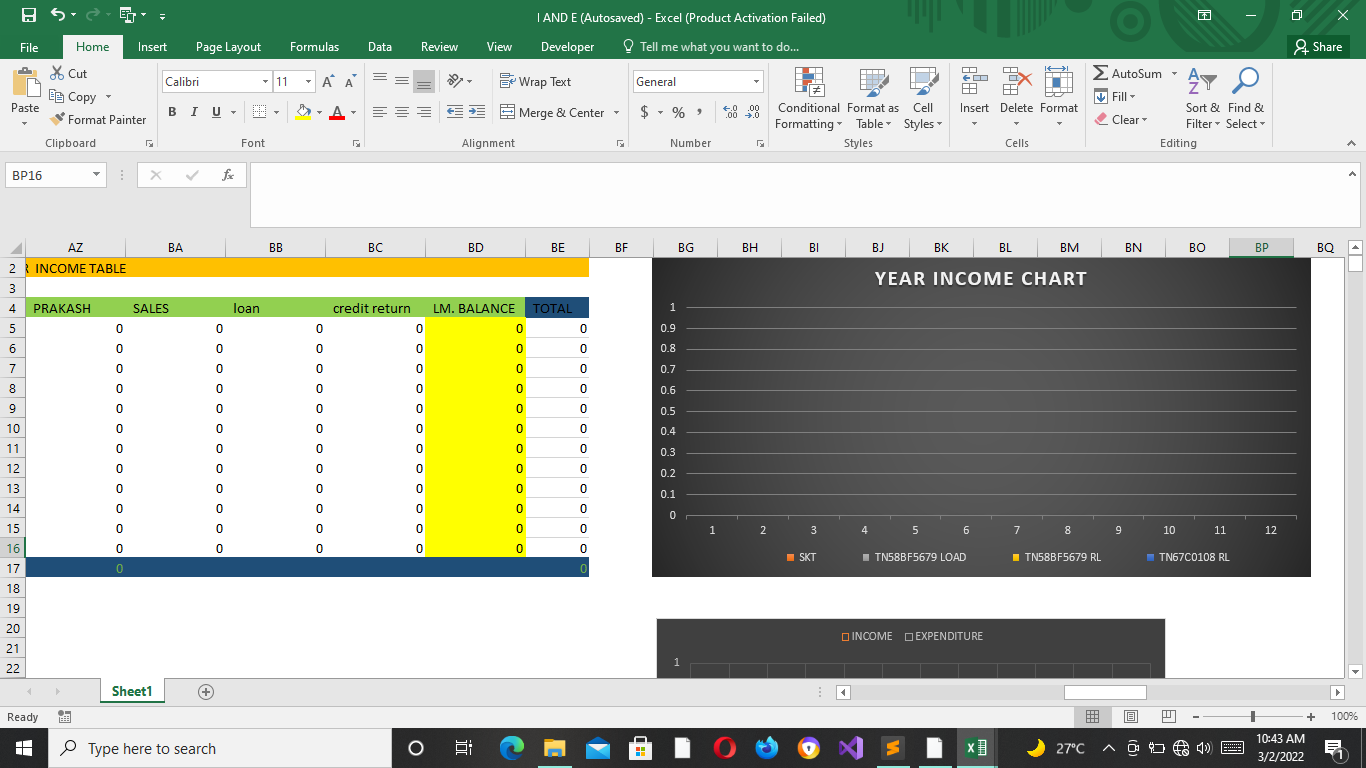 I AND E (Autosaved) - Excel (Product Activation Failed)
File Home Insert Page Layout Formulas Data Review View Developer Tell me what you want to do... Share
Paste Cut Copy Format Painter Clipboard
Calibri 11 B I U A A A Font
Wrap Text Merge & Center Alignment
General $ % , .00 .0 Number
Conditional Formatting Format as Table Cell Styles Styles
Insert Delete Format Cells
AutoSum Fill Clear Sort & Filter Find & Select Editing
BP16 fx
AZ BA BB BC BD BE BF BG BH BI BJ BK BL BM BN BO BP BQ
2 INCOME TABLE
3
4 PRAKASH SALES loan credit return LM. BALANCE TOTAL
5 0 0 0 0 0 0
6 0 0 0 0 0 0
7 0 0 0 0 0 0
8 0 0 0 0 0 0
9 0 0 0 0 0 0
10 0 0 0 0 0 0
11 0 0 0 0 0 0
12 0 0 0 0 0 0
13 0 0 0 0 0 0
14 0 0 0 0 0 0
15 0 0 0 0 0 0
16 0 0 0 0 0 0
17 0 0
18
19
20
21
22
YEAR INCOME CHART
1
0.9
0.8
0.7
0.6
0.5
0.4
0.3
0.2
0.1
0
1 2 3 4 5 6 7 8 9 10 11 12
SKT TN58BF5679 LOAD TN58BF5679 RL TN67C0108 RL
INCOME EXPENDITURE
1
Sheet1
Ready 100%
Type here to search 27°C 10:43 AM
3/2/2022 1